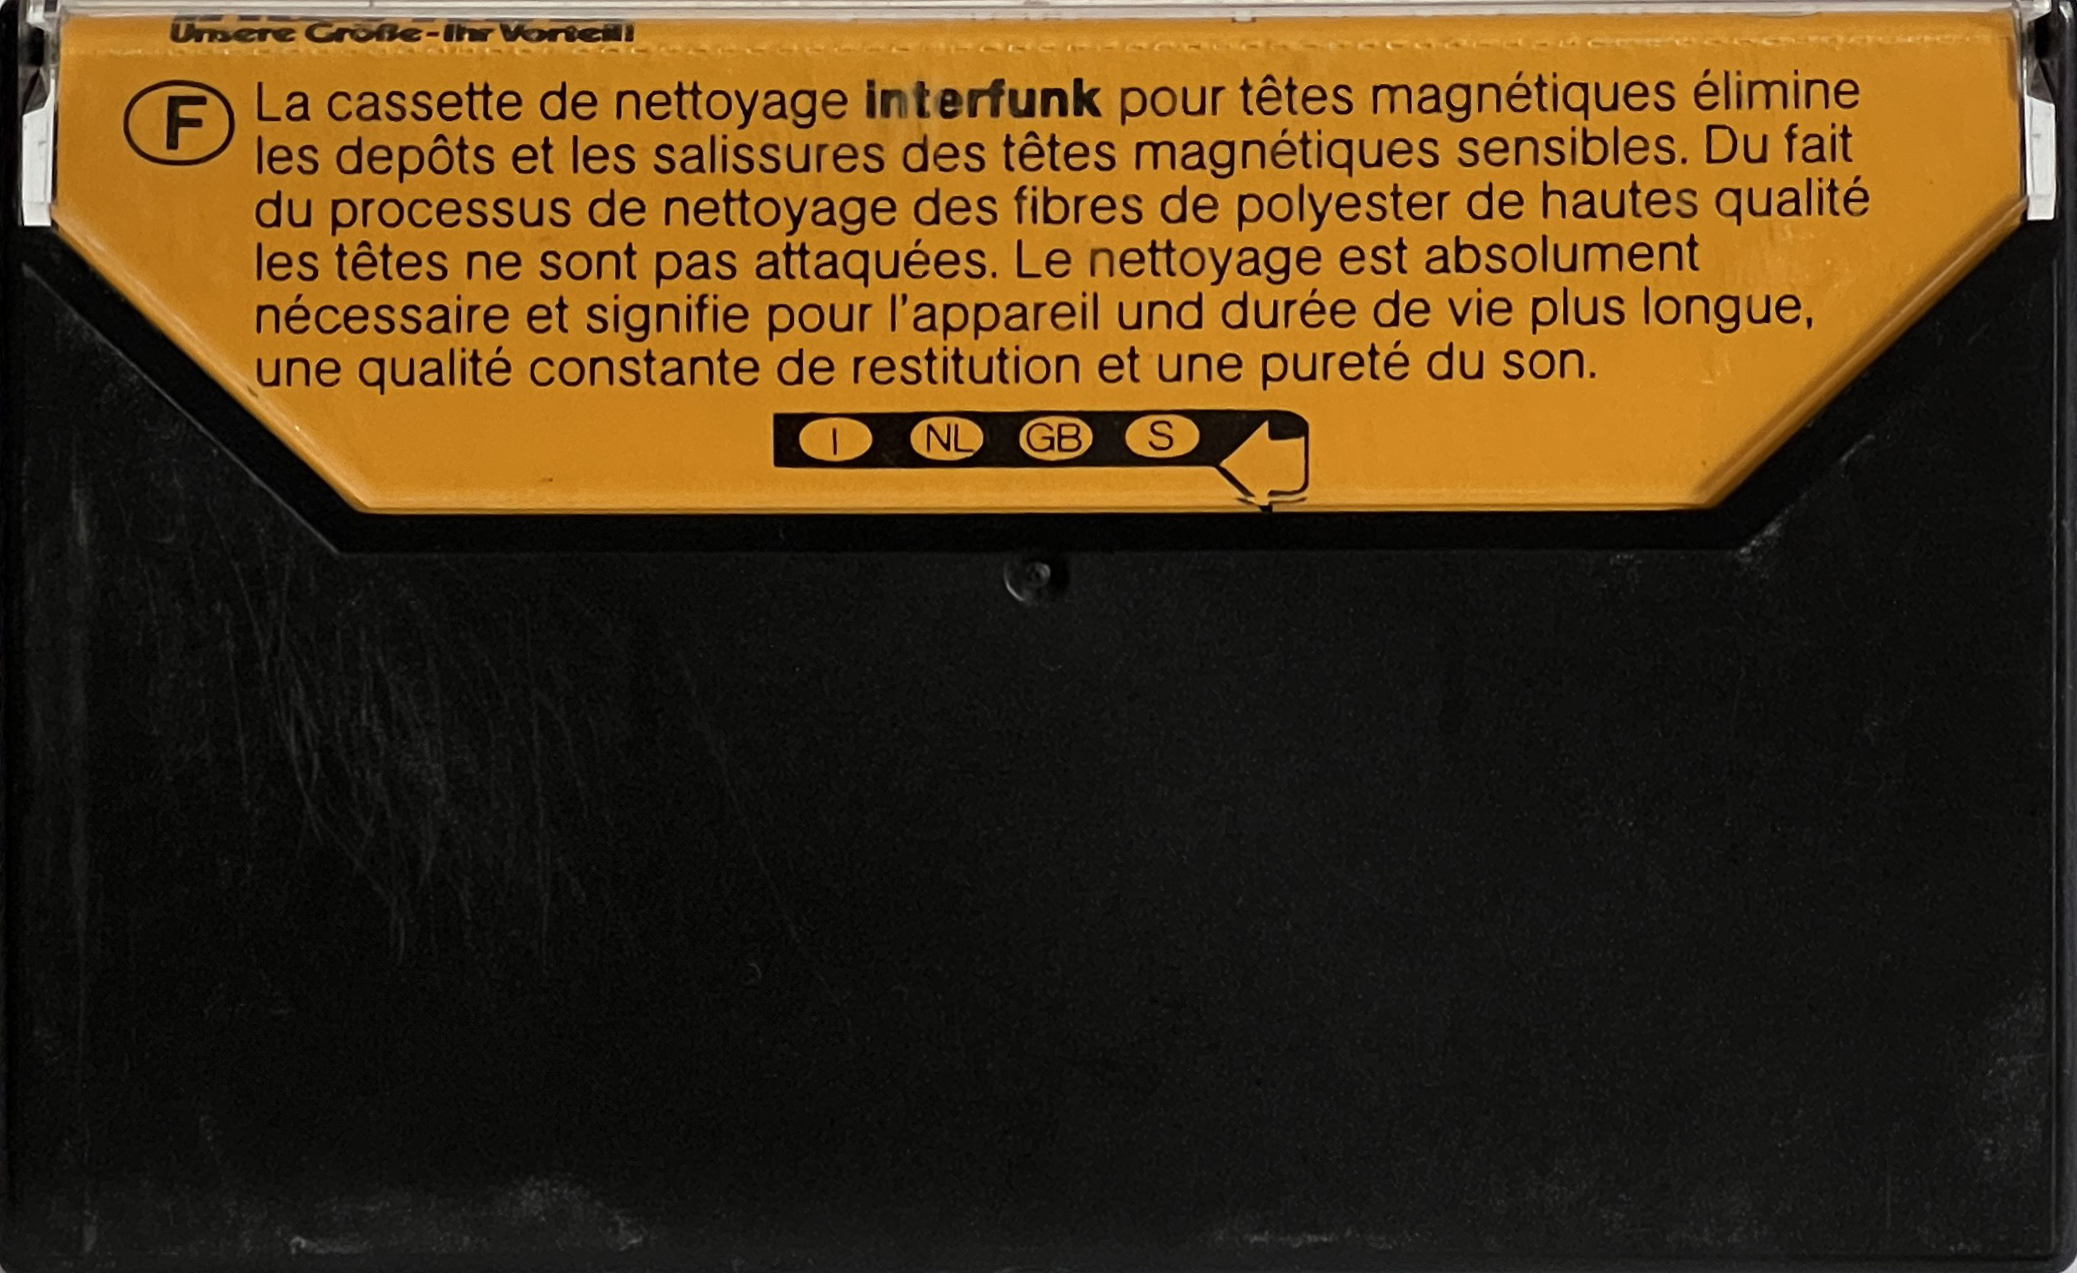 Unsere Größe-Ihr Vorteil!
F
La cassette de nettoyage interfunk pour têtes magnétiques élimine
les depôts et les salissures des têtes magnétiques sensibles. Du fait
du processus de nettoyage des fibres de polyester de hautes qualité
les têtes ne sont pas attaquées. Le nettoyage est absolument
nécessaire et signifie pour l'appareil und durée de vie plus longue,
une qualité constante de restitution et une pureté du son.
I NL GB S